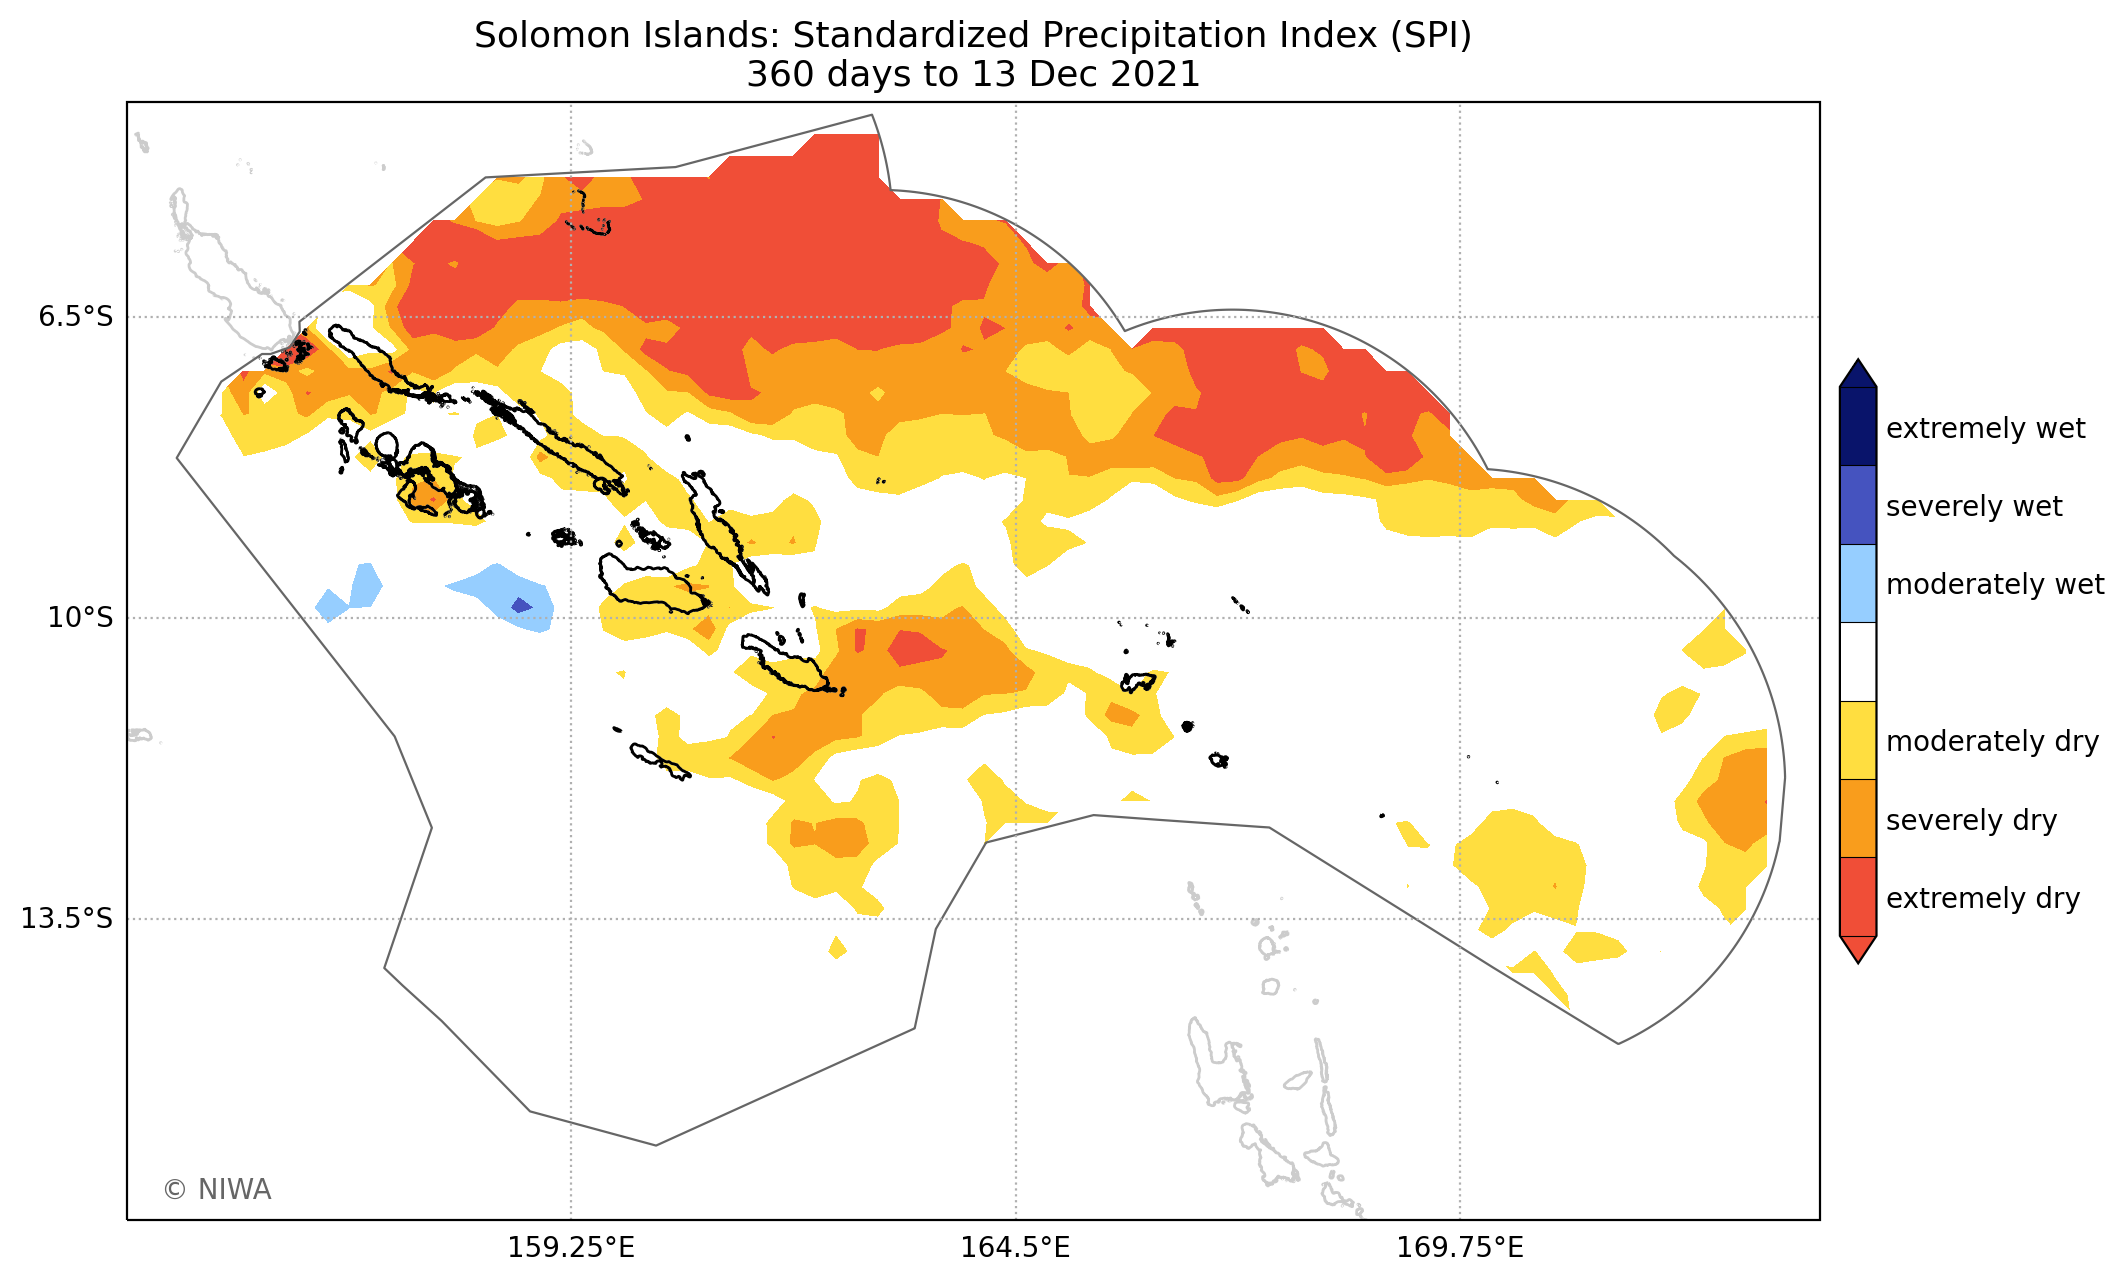 Solomon Islands: Standardized Precipitation Index (SPI)
360 days to 13 Dec 2021
6.5°S
10°S
13.5°S
159.25°E
164.5°E
169.75°E
extremely wet
severely wet
moderately wet
moderately dry
severely dry
extremely dry
© NIWA